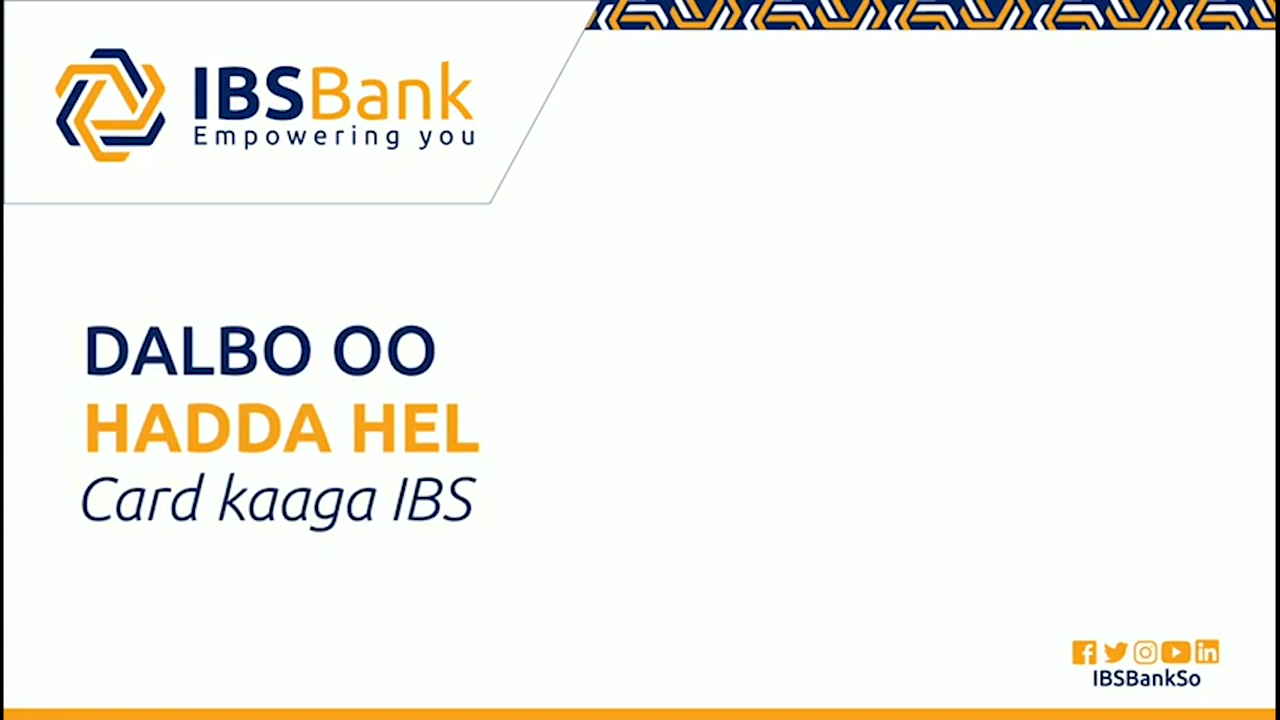 IBSBank
Empowering you
DALBO OO
HADDA HEL
Card kaaga IBS
IBSBankSo